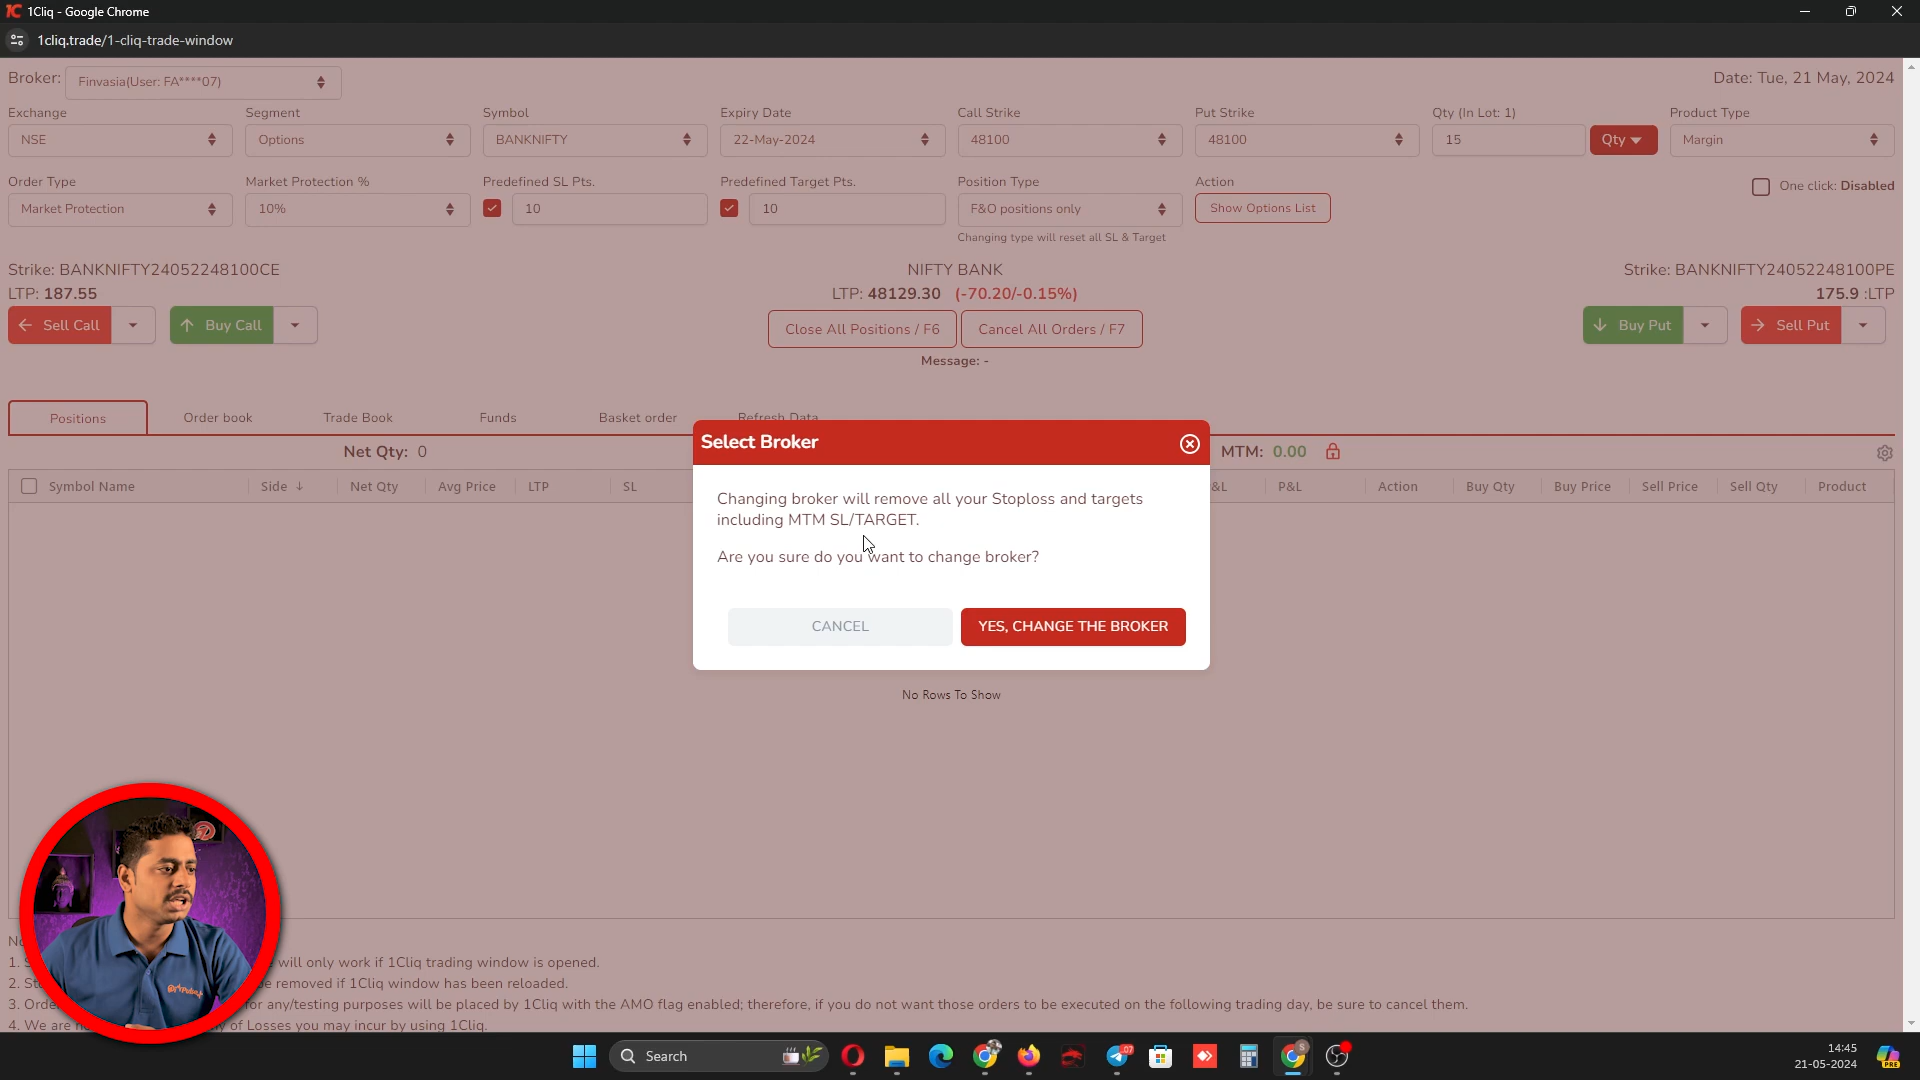 1Cliq - Google Chrome
1cliq.trade/1-cliq-trade-window
Broker: Finvasia(User: FA****07)
Date: Tue, 21 May, 2024
Exchange Segment Symbol Expiry Date Call Strike Put Strike Qty (In Lot: 1) Product Type
NSE Options BANKNIFTY 22-May-2024 48100 48100 15 Qty Margin
Order Type Market Protection % Predefined SL Pts. Predefined Target Pts. Position Type Action
One click: Disabled
Market Protection 10% 10 10 F&O positions only Show Options List
Changing type will reset all SL & Target
Strike: BANKNIFTY24052248100CE NIFTY BANK Strike: BANKNIFTY24052248100PE
LTP: 187.55 LTP: 48129.30 (-70.20/-0.15%) 175.9 :LTP
Sell Call Buy Call Close All Positions / F6 Cancel All Orders / F7 Buy Put Sell Put
Message: -
Positions Order book Trade Book Funds Basket order Refresh Data
Net Qty: 0 MTM: 0.00
Symbol Name Side Net Qty Avg Price LTP SL &L P&L Action Buy Qty Buy Price Sell Price Sell Qty Product
Select Broker
Changing broker will remove all your Stoploss and targets
including MTM SL/TARGET.
Are you sure do you want to change broker?
CANCEL YES, CHANGE THE BROKER
No Rows To Show
1. will only work if 1Cliq trading window is opened.
2. removed if 1Cliq window has been reloaded.
3. for any/testing purposes will be placed by 1Cliq with the AMO flag enabled; therefore, if you do not want those orders to be executed on the following trading day, be sure to cancel them.
4. We are of Losses you may incur by using 1Cliq.
Search
14:45
21-05-2024